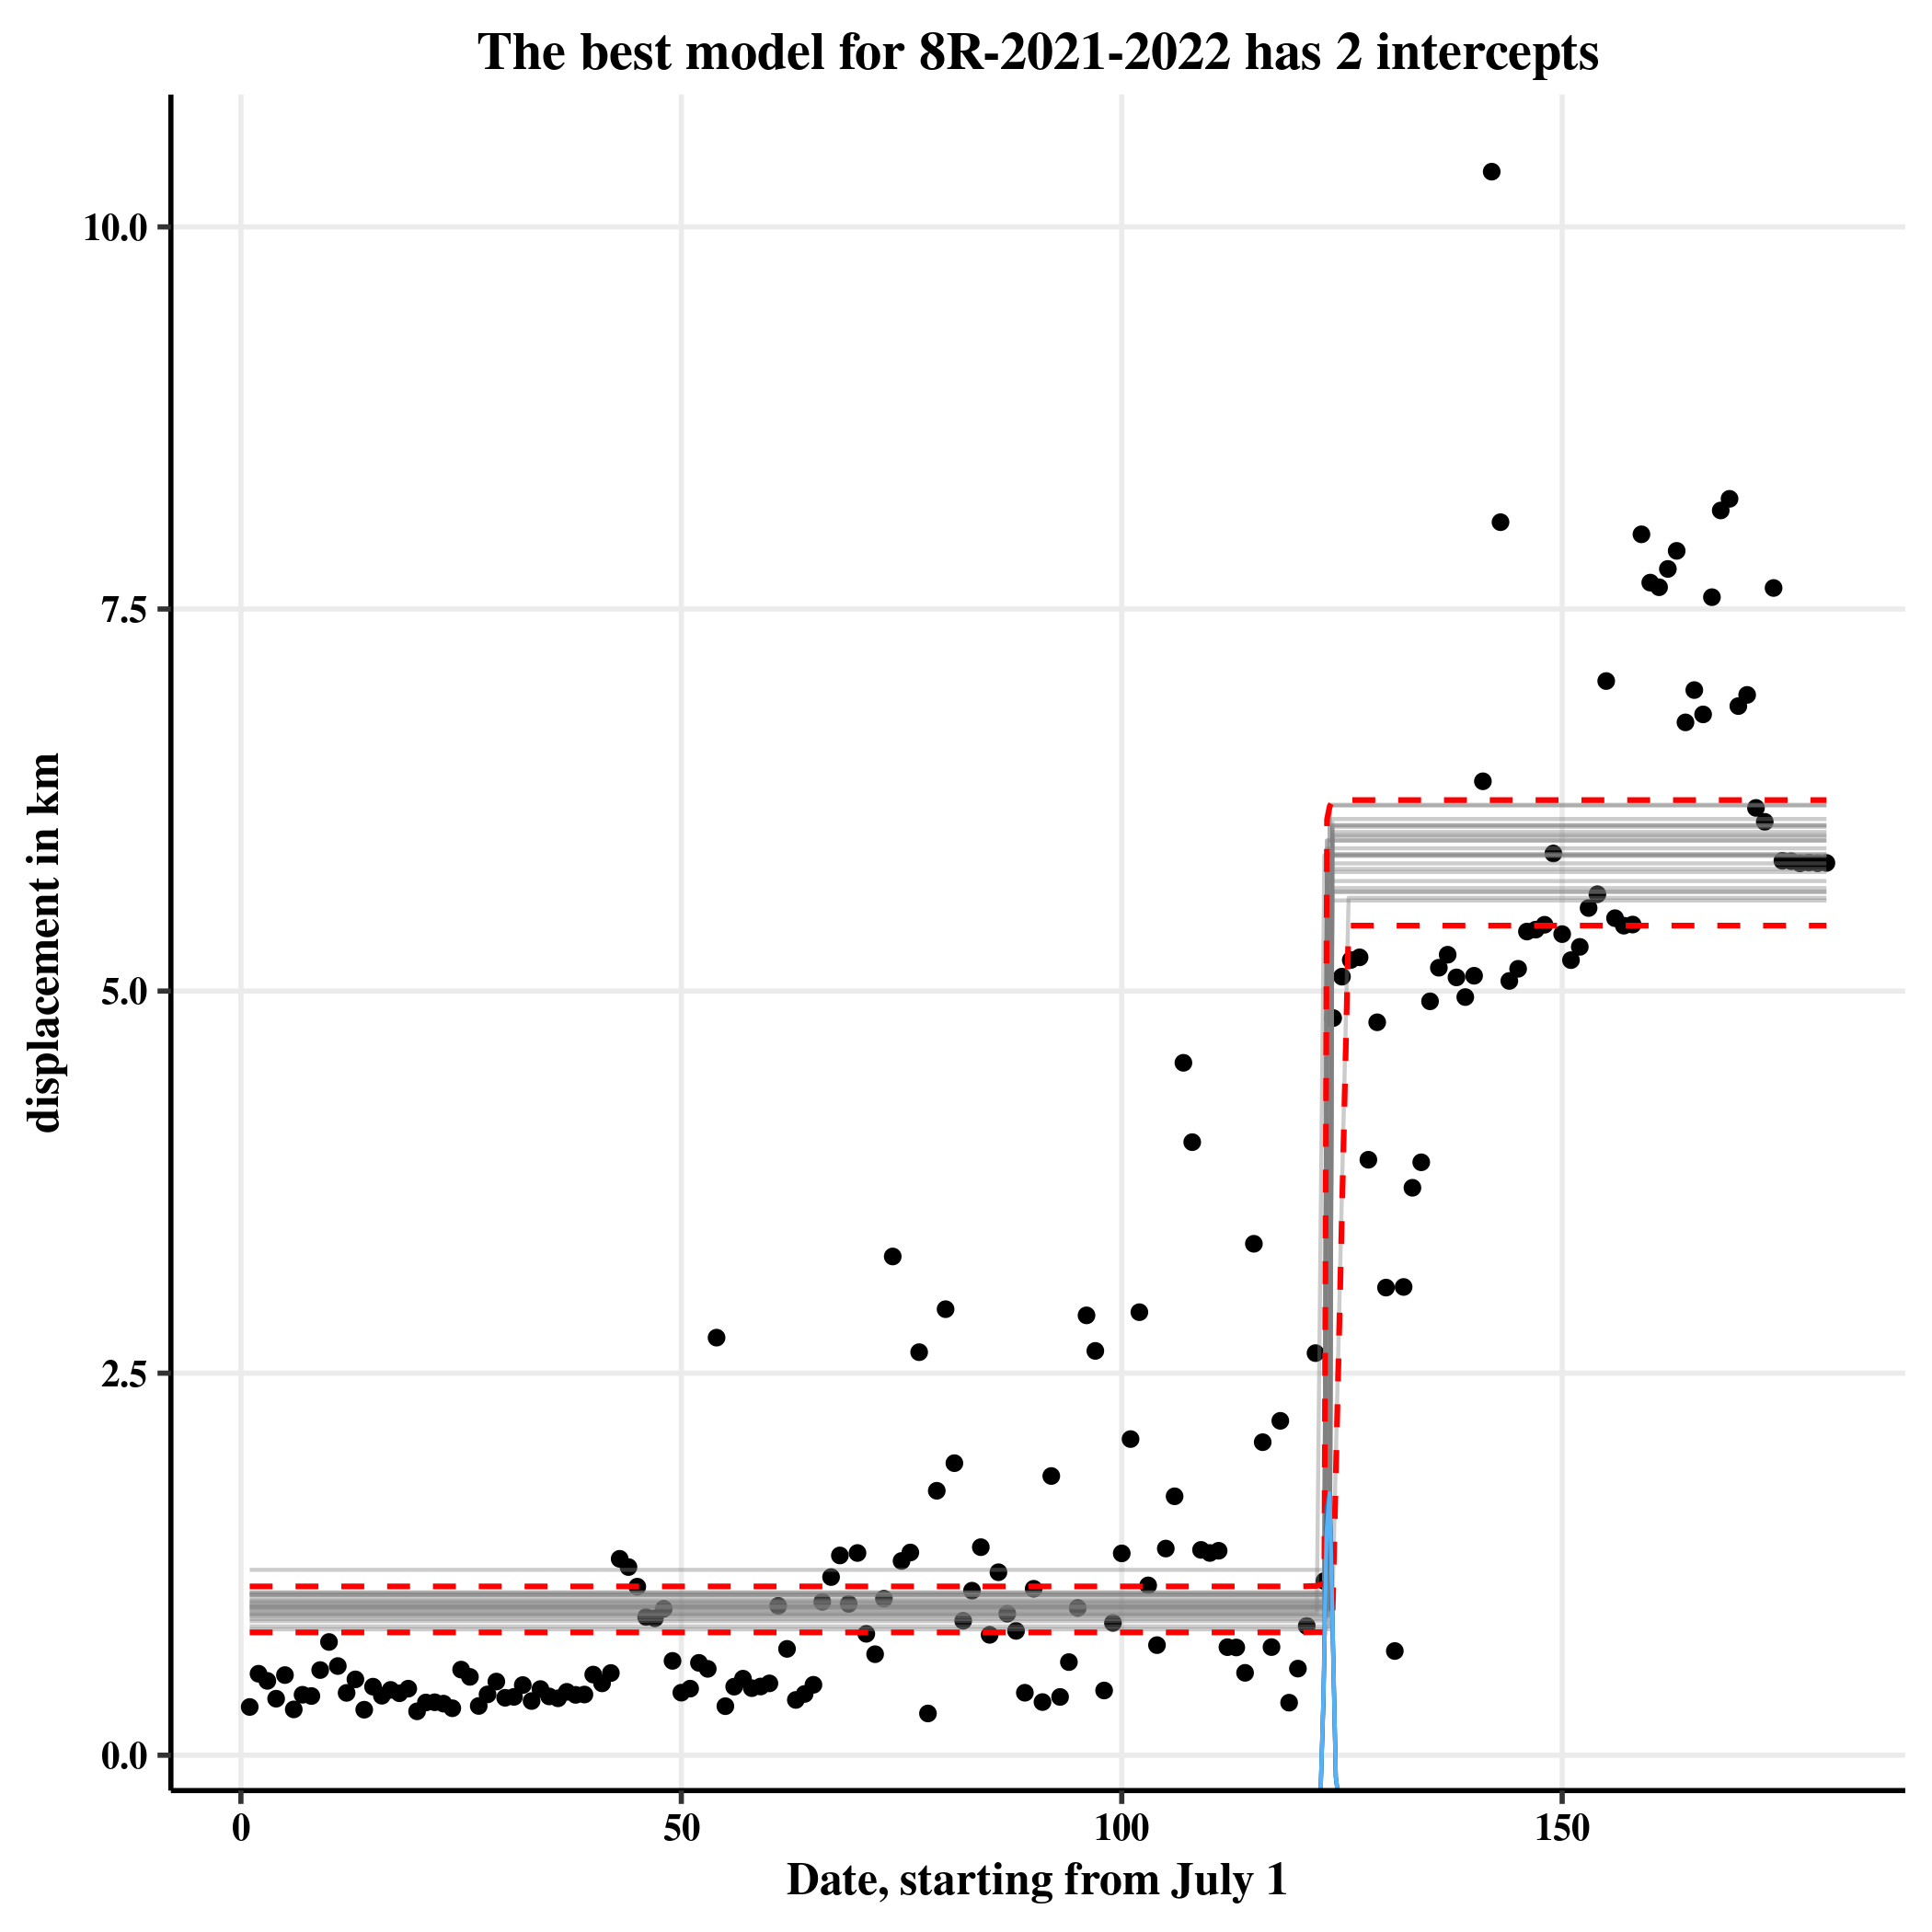 The best model for 8R-2021-2022 has 2 intercepts
10.0
7.5
5.0
2.5
0.0
displacement in km
0 50 100 150
Date, starting from July 1